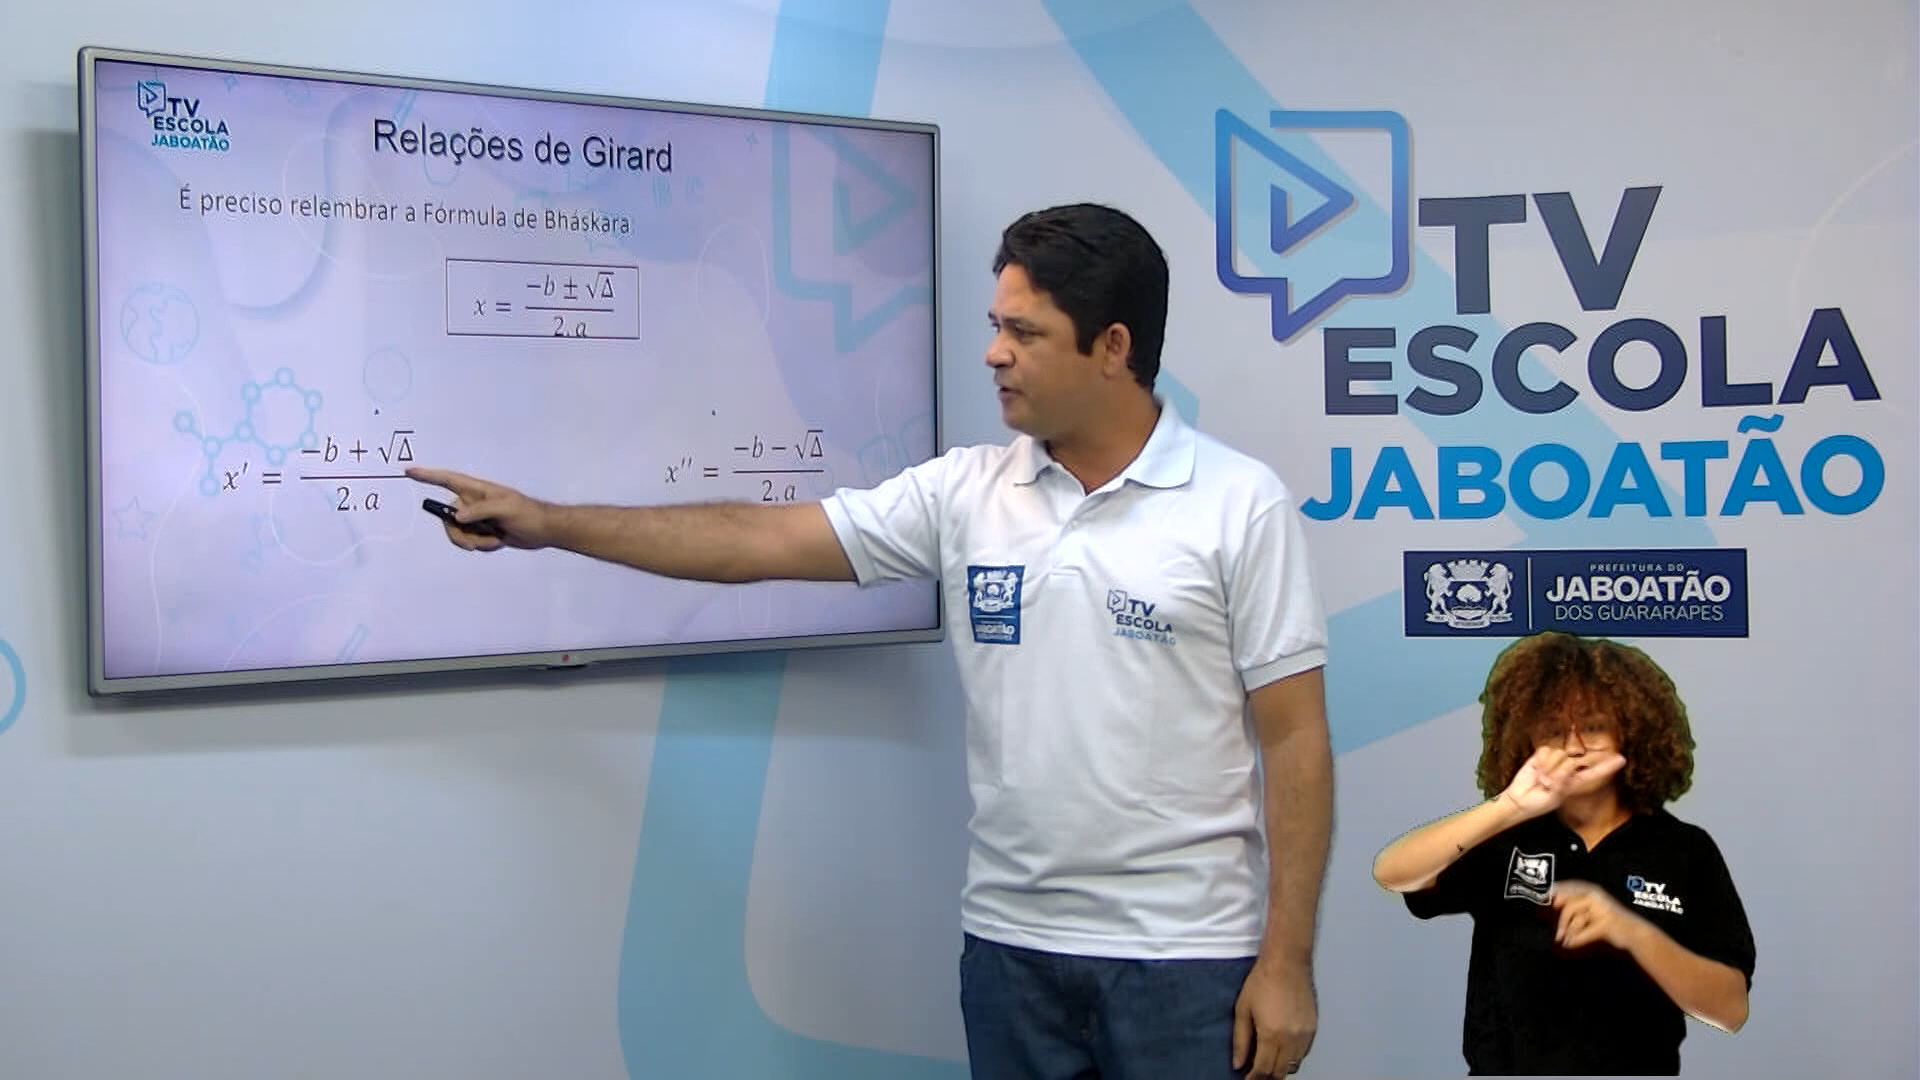 TV
ESCOLA
JABOATÃO
Relações de Girard
É preciso relembrar a Fórmula de Bháskara
x = −b ± √Δ / 2.a
x′ = −b + √Δ / 2.a
x″ = −b − √Δ / 2.a
TV
ESCOLA
JABOATÃO
PREFEITURA DO
JABOATÃO
DOS GUARARAPES
JABOATÃO
TV
ESCOLA
JABOATÃO
TV
ESCOLA
JABOATÃO